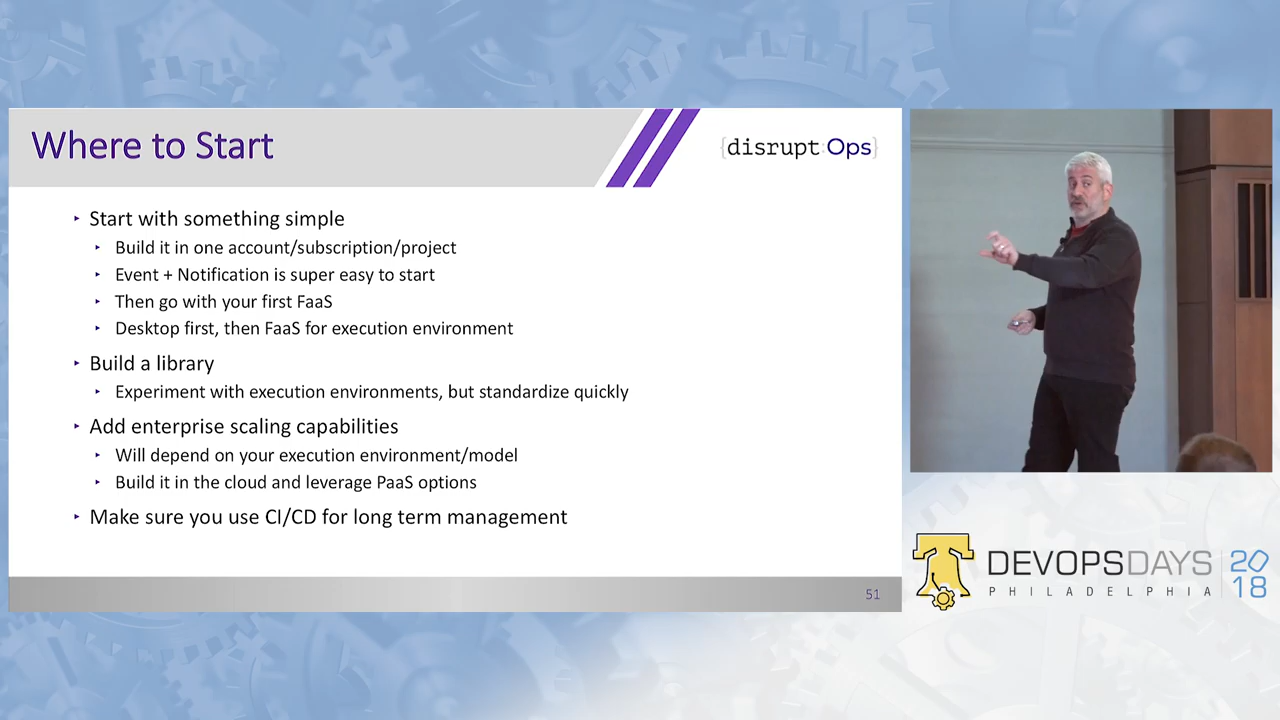 Where to Start
{disrupt:Ops}
Start with something simple
Build it in one account/subscription/project
Event + Notification is super easy to start
Then go with your first FaaS
Desktop first, then FaaS for execution environment
Build a library
Experiment with execution environments, but standardize quickly
Add enterprise scaling capabilities
Will depend on your execution environment/model
Build it in the cloud and leverage PaaS options
Make sure you use CI/CD for long term management
51
DEVOPSDAYS
PHILADELPHIA
2018